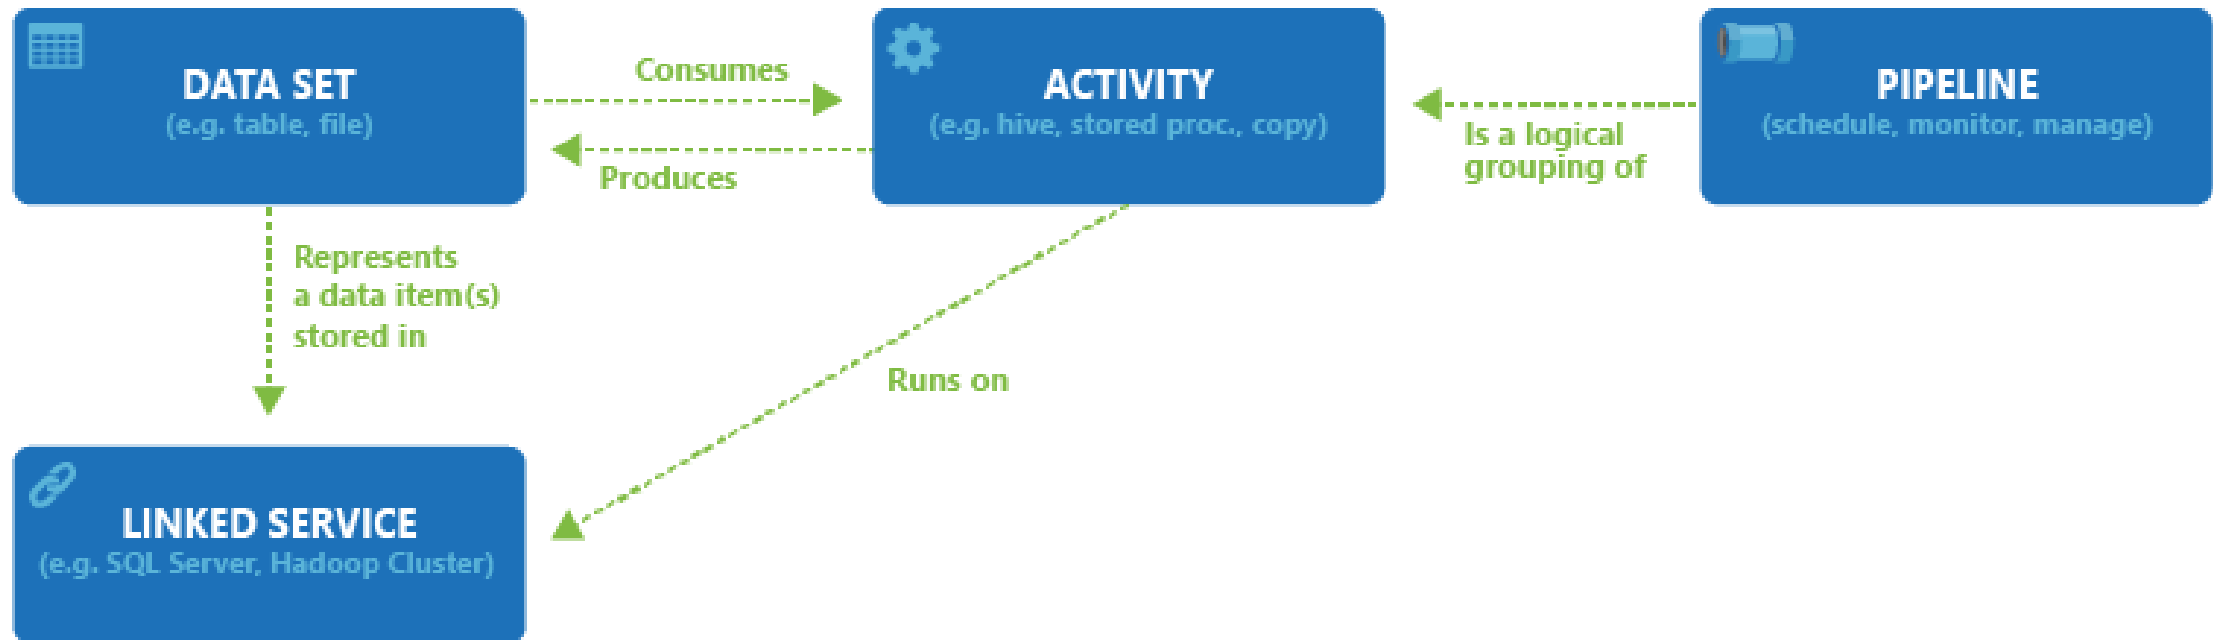 DATA SET
(e.g. table, file)
Consumes
Produces
ACTIVITY
(e.g. hive, stored proc., copy)
Is a logical
grouping of
PIPELINE
(schedule, monitor, manage)
Represents
a data item(s)
stored in
Runs on
LINKED SERVICE
(e.g. SQL Server, Hadoop Cluster)